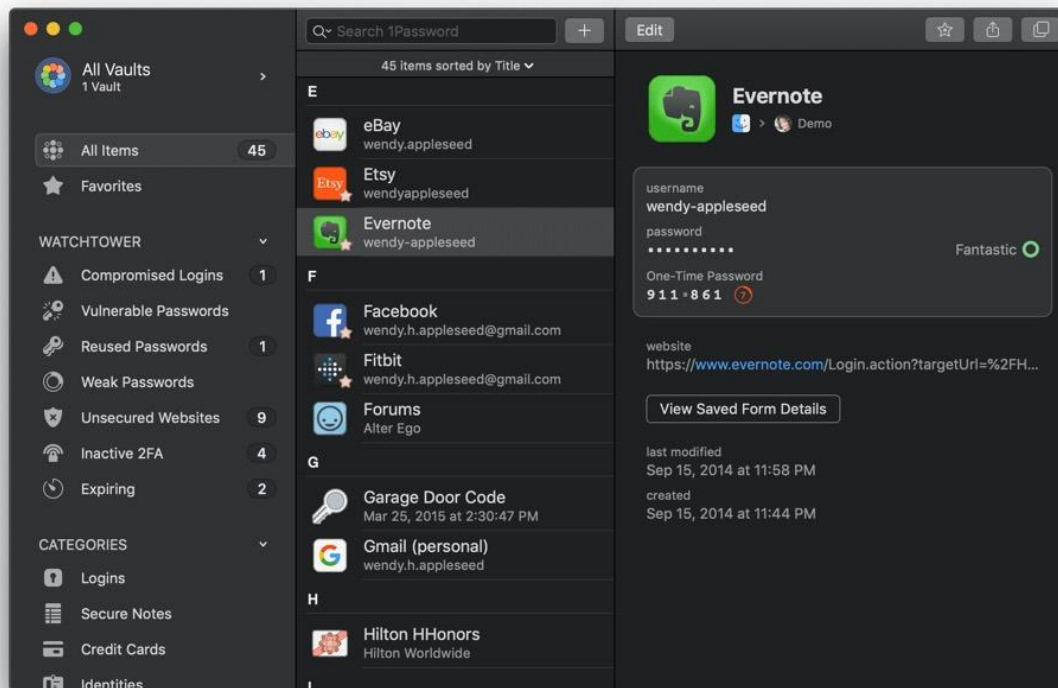 All Vaults
1 Vault
All Items 45
Favorites
WATCHTOWER
Compromised Logins 1
Vulnerable Passwords
Reused Passwords 1
Weak Passwords
Unsecured Websites 9
Inactive 2FA 4
Expiring 2
CATEGORIES
Logins
Secure Notes
Credit Cards
Identities
Search 1Password
45 items sorted by Title
E
ebay
eBay
wendy.appleseed
Etsy
Etsy
wendyappleseed
Evernote
wendy-appleseed
F
Facebook
wendy.h.appleseed@gmail.com
Fitbit
wendy.h.appleseed@gmail.com
Forums
Alter Ego
G
Garage Door Code
Mar 25, 2015 at 2:30:47 PM
Gmail (personal)
wendy.h.appleseed
H
Hilton HHonors
Hilton Worldwide
Edit
Evernote
> Demo
username
wendy-appleseed
password
•••••••••• Fantastic
One-Time Password
911•861 7
website
https://www.evernote.com/Login.action?targetUrl=%2FH...
View Saved Form Details
last modified
Sep 15, 2014 at 11:58 PM
created
Sep 15, 2014 at 11:44 PM